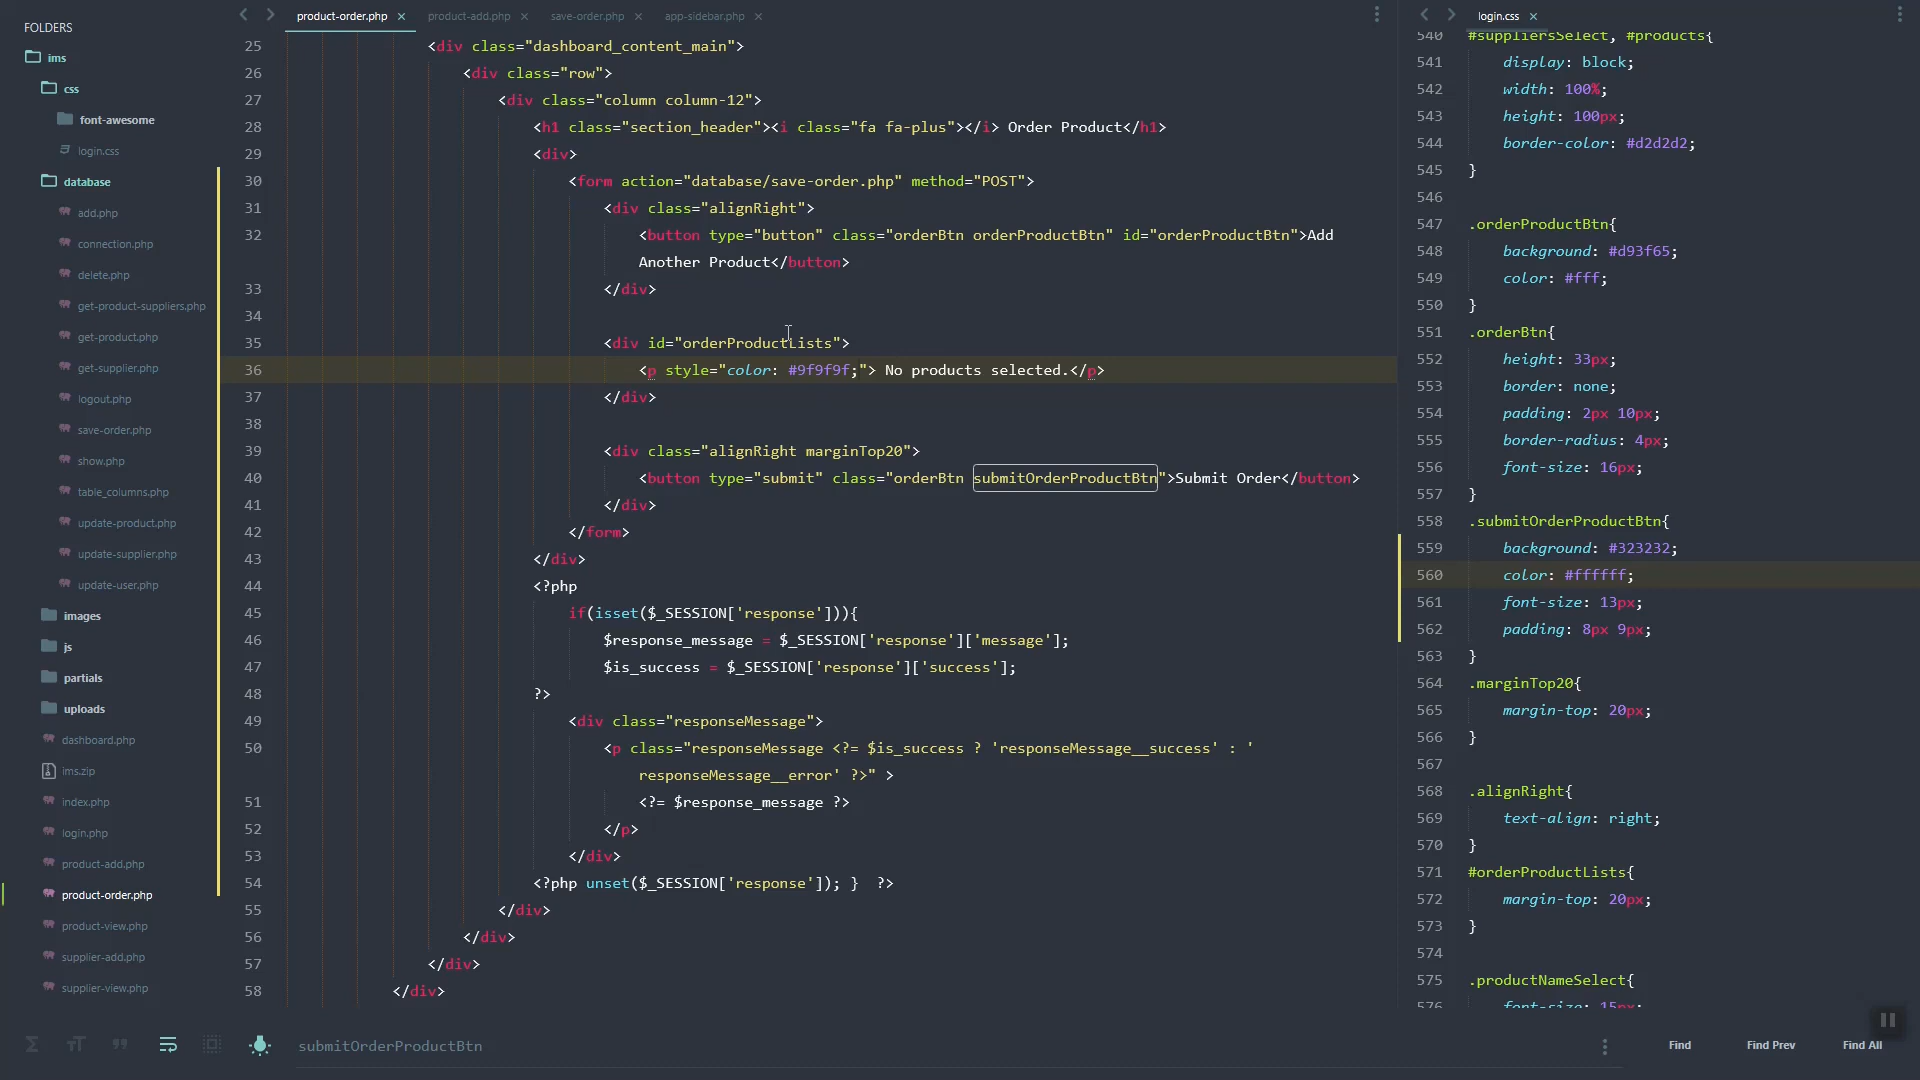 FOLDERS
ims
css
font-awesome
login.css
database
add.php
connection.php
delete.php
get-product-suppliers.php
get-product.php
get-supplier.php
logout.php
save-order.php
show.php
table_columns.php
update-product.php
update-supplier.php
update-user.php
images
js
partials
uploads
dashboard.php
ims.zip
index.php
login.php
product-add.php
product-order.php
product-view.php
supplier-add.php
supplier-view.php
product-order.php × product-add.php × save-order.php × app-sidebar.php ×
25 <div class="dashboard_content_main">
26 <div class="row">
27 <div class="column column-12">
28 <h1 class="section_header"><i class="fa fa-plus"></i> Order Product</h1>
29 <div>
30 <form action="database/save-order.php" method="POST">
31 <div class="alignRight">
32 <button type="button" class="orderBtn orderProductBtn" id="orderProductBtn">Add
Another Product</button>
33 </div>
34
35 <div id="orderProductLists">
36 <p style="color: #9f9f9f;"> No products selected.</p>
37 </div>
38
39 <div class="alignRight marginTop20">
40 <button type="submit" class="orderBtn submitOrderProductBtn">Submit Order</button>
41 </div>
42 </form>
43 </div>
44 <?php
45 if(isset($_SESSION['response'])){
46 $response_message = $_SESSION['response']['message'];
47 $is_success = $_SESSION['response']['success'];
48 ?>
49 <div class="responseMessage">
50 <p class="responseMessage <?= $is_success ? 'responseMessage__success' : '
responseMessage__error' ?>" >
51 <?= $response_message ?>
52 </p>
53 </div>
54 <?php unset($_SESSION['response']); }  ?>
55 </div>
56 </div>
57 </div>
58 </div>
login.css ×
540 #suppliersSelect, #products{
541 display: block;
542 width: 100%;
543 height: 100px;
544 border-color: #d2d2d2;
545 }
546
547 .orderProductBtn{
548 background: #d93f65;
549 color: #fff;
550 }
551 .orderBtn{
552 height: 33px;
553 border: none;
554 padding: 2px 10px;
555 border-radius: 4px;
556 font-size: 16px;
557 }
558 .submitOrderProductBtn{
559 background: #323232;
560 color: #ffffff;
561 font-size: 13px;
562 padding: 8px 9px;
563 }
564 .marginTop20{
565 margin-top: 20px;
566 }
567
568 .alignRight{
569 text-align: right;
570 }
571 #orderProductLists{
572 margin-top: 20px;
573 }
574
575 .productNameSelect{
576 font-size: 15px;
submitOrderProductBtn
Find Find Prev Find All